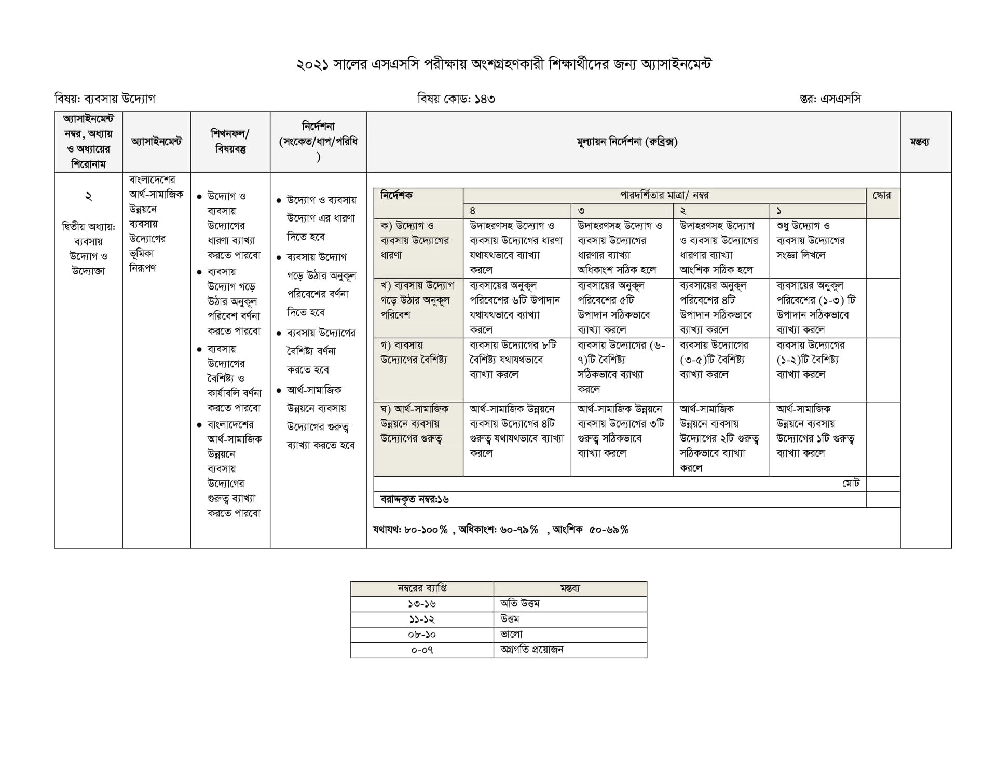 ২০২১ সালের এসএসসি পরীক্ষায় অংশগ্রহণকারী শিক্ষার্থীদের জন্য অ্যাসাইনমেন্ট
বিষয়: ব্যবসায় উদ্যোগ
বিষয় কোড: ১৪৩
স্তর: এসএসসি
অ্যাসাইনমেন্ট
নম্বর, অধ্যায়
ও অধ্যায়ের
শিরোনাম
অ্যাসাইনমেন্ট
শিখনফল/
বিষয়বস্তু
নির্দেশনা
(সংকেত/ধাপ/পরিধি
)
মূল্যায়ন নির্দেশনা (রুব্রিক্স)
মন্তব্য
২
দ্বিতীয় অধ্যায়:
ব্যবসায়
উদ্যোগ ও
উদ্যোক্তা
বাংলাদেশের
আর্থ-সামাজিক
উন্নয়নে
ব্যবসায়
উদ্যোগের
ভূমিকা
নিরূপণ
● উদ্যোগ ও
ব্যবসায়
উদ্যোগের
ধারণা ব্যাখ্যা
করতে পারবো
● ব্যবসায়
উদ্যোগ গড়ে
উঠার অনুকূল
পরিবেশ বর্ণনা
করতে পারবো
● ব্যবসায়
উদ্যোগের
বৈশিষ্ট্য ও
কার্যাবলি বর্ণনা
করতে পারবো
● বাংলাদেশের
আর্থ-সামাজিক
উন্নয়নে
ব্যবসায়
উদ্যোগের
গুরুত্ব ব্যাখ্যা
করতে পারবো
● উদ্যোগ ও ব্যবসায়
উদ্যোগ এর ধারণা
দিতে হবে
● ব্যবসায় উদ্যোগ
গড়ে উঠার অনুকূল
পরিবেশের বর্ণনা
দিতে হবে
● ব্যবসায় উদ্যোগের
বৈশিষ্ট্য বর্ণনা
করতে হবে
● আর্থ-সামাজিক
উন্নয়নে ব্যবসায়
উদ্যোগের গুরুত্ব
ব্যাখ্যা করতে হবে
নির্দেশক
পারদর্শিতার মাত্রা/ নম্বর
স্কোর
৪
৩
২
১
ক) উদ্যোগ ও
ব্যবসায় উদ্যোগের
ধারণা
উদাহরণসহ উদ্যোগ ও
ব্যবসায় উদ্যোগের ধারণা
যথাযথভাবে ব্যাখ্যা
করলে
উদাহরণসহ উদ্যোগ ও
ব্যবসায় উদ্যোগের
ধারণার ব্যাখ্যা
অধিকাংশ সঠিক হলে
উদাহরণসহ উদ্যোগ
ও ব্যবসায় উদ্যোগের
ধারণার ব্যাখ্যা
আংশিক সঠিক হলে
শুধু উদ্যোগ ও
ব্যবসায় উদ্যোগের
সংজ্ঞা লিখলে
খ) ব্যবসায় উদ্যোগ
গড়ে উঠার অনুকূল
পরিবেশ
ব্যবসায়ের অনুকূল
পরিবেশের ৬টি উপাদান
যথাযথভাবে ব্যাখ্যা
করলে
ব্যবসায়ের অনুকূল
পরিবেশের ৫টি
উপাদান সঠিকভাবে
ব্যাখ্যা করলে
ব্যবসায়ের অনুকূল
পরিবেশের ৪টি
উপাদান সঠিকভাবে
ব্যাখ্যা করলে
ব্যবসায়ের অনুকূল
পরিবেশের (১-৩) টি
উপাদান সঠিকভাবে
ব্যাখ্যা করলে
গ) ব্যবসায়
উদ্যোগের বৈশিষ্ট্য
ব্যবসায় উদ্যোগের ৮টি
বৈশিষ্ট্য যথাযথভাবে
ব্যাখ্যা করলে
ব্যবসায় উদ্যোগের (৬-
৭)টি বৈশিষ্ট্য
সঠিকভাবে ব্যাখ্যা
করলে
ব্যবসায় উদ্যোগের
(৩-৫)টি বৈশিষ্ট্য
ব্যাখ্যা করলে
ব্যবসায় উদ্যোগের
(১-২)টি বৈশিষ্ট্য
ব্যাখ্যা করলে
ঘ) আর্থ-সামাজিক
উন্নয়নে ব্যবসায়
উদ্যোগের গুরুত্ব
আর্থ-সামাজিক উন্নয়নে
ব্যবসায় উদ্যোগের ৪টি
গুরুত্ব যথাযথভাবে ব্যাখ্যা
করলে
আর্থ-সামাজিক উন্নয়নে
ব্যবসায় উদ্যোগের ৩টি
গুরুত্ব সঠিকভাবে
ব্যাখ্যা করলে
আর্থ-সামাজিক
উন্নয়নে ব্যবসায়
উদ্যোগের ২টি গুরুত্ব
সঠিকভাবে ব্যাখ্যা
করলে
আর্থ-সামাজিক
উন্নয়নে ব্যবসায়
উদ্যোগের ১টি গুরুত্ব
ব্যাখ্যা করলে
মোট
বরাদ্দকৃত নম্বর:১৬
যথাযথ: ৮০-১০০% , অধিকাংশ: ৬০-৭৯% , আংশিক ৫০-৬৯%
নম্বরের ব্যাপ্তি
মন্তব্য
১৩-১৬
অতি উত্তম
১১-১২
উত্তম
০৮-১০
ভালো
০-০৭
অগ্রগতি প্রয়োজন